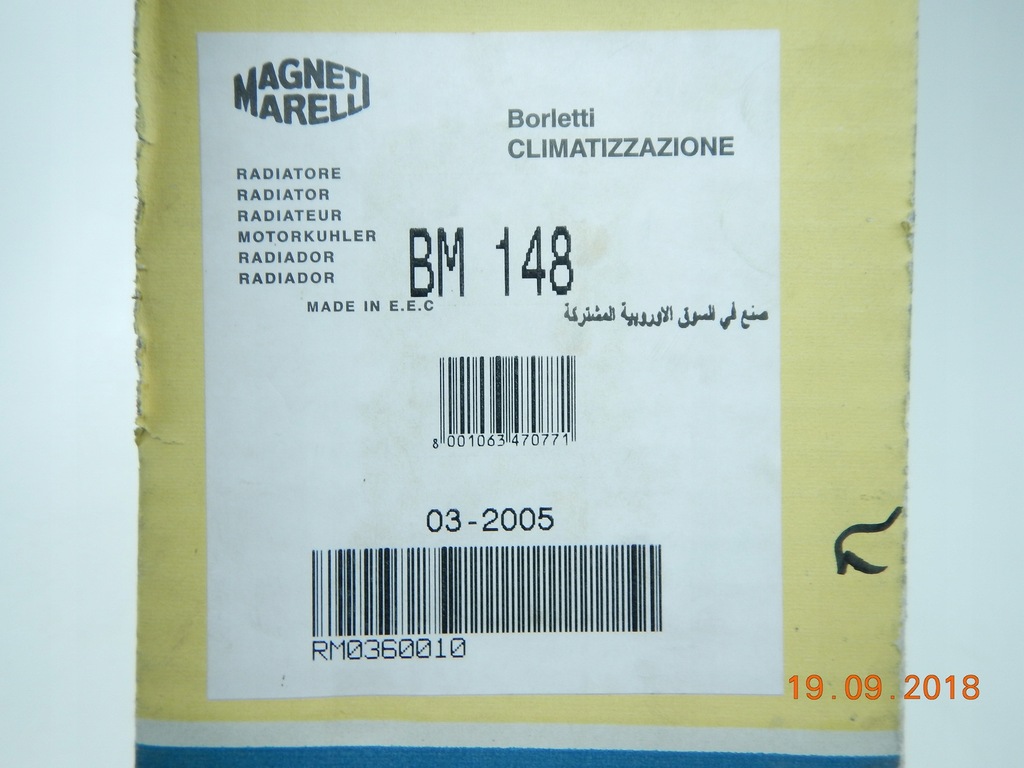 MAGNETI
MARELLI
Borletti
CLIMATIZZAZIONE
RADIATORE
RADIATOR
RADIATEUR
MOTORKUHLER
RADIADOR
RADIADOR
BM 148
MADE IN E.E.C
صنع في السوق الاوروبية المشتركة
8 001063 470771
03-2005
RM0360010
19.09.2018